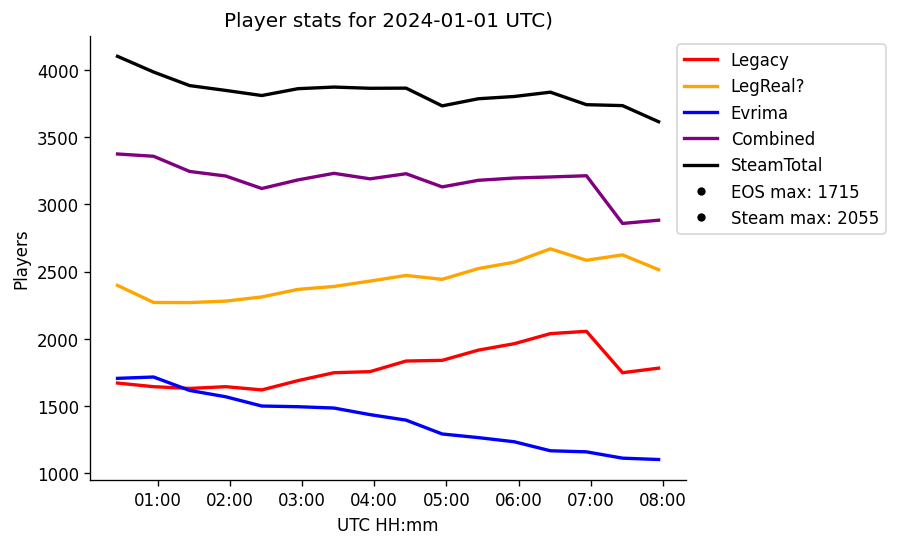 Player stats for 2024-01-01 UTC)
4000
3500
3000
2500
2000
1500
1000
Players
01:00 02:00 03:00 04:00 05:00 06:00 07:00 08:00
UTC HH:mm
Legacy
LegReal?
Evrima
Combined
SteamTotal
EOS max: 1715
Steam max: 2055